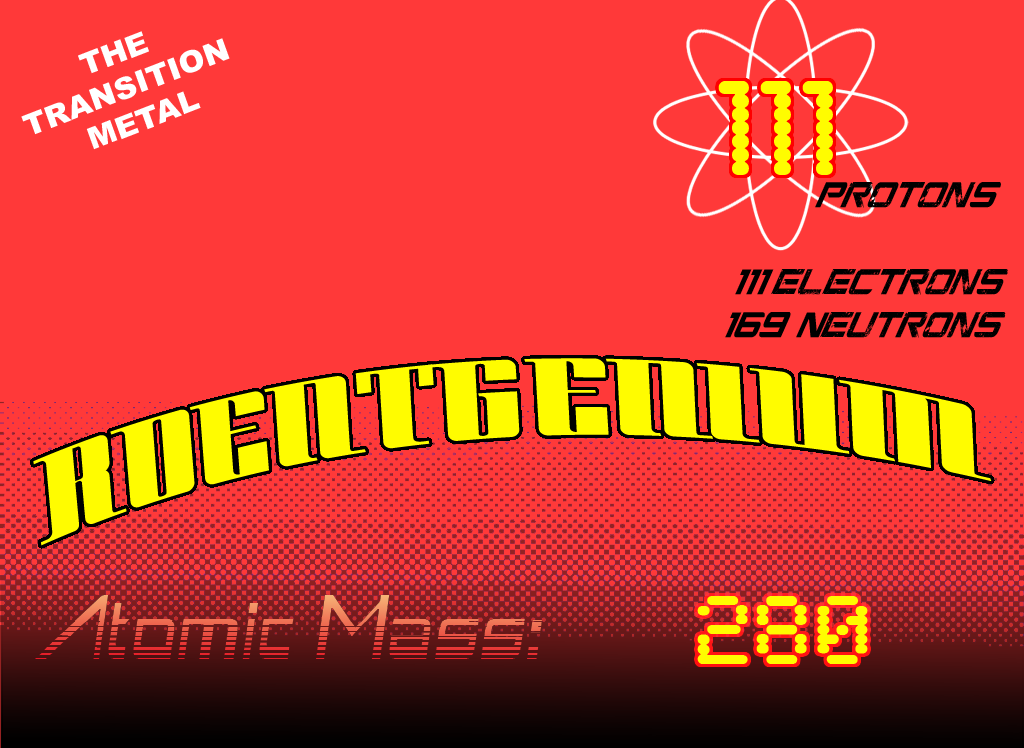 THE
TRANSITION
METAL
111
PROTONS
111 ELECTRONS
169 NEUTRONS
ROENTGENIUM
Atomic Mass: 280